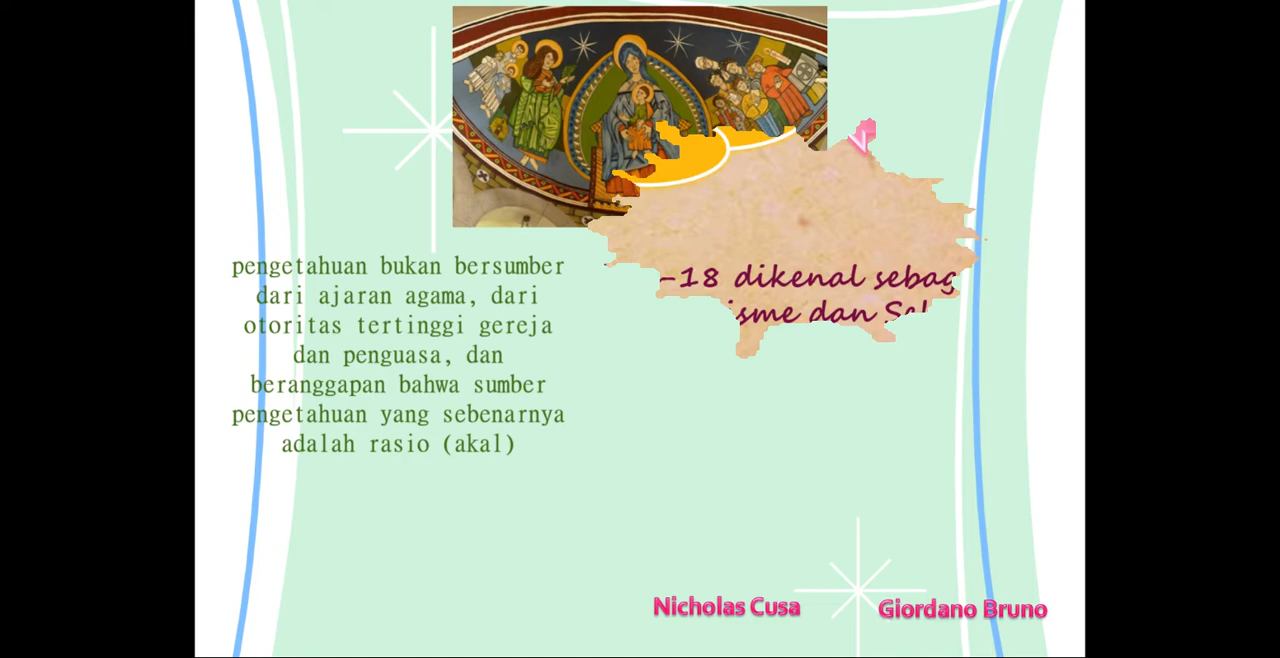 pengetahuan bukan bersumber
dari ajaran agama, dari
otoritas tertinggi gereja
dan penguasa, dan
beranggapan bahwa sumber
pengetahuan yang sebenarnya
adalah rasio (akal)
-18 dikenal
dan
Nicholas Cusa
Giordano Bruno